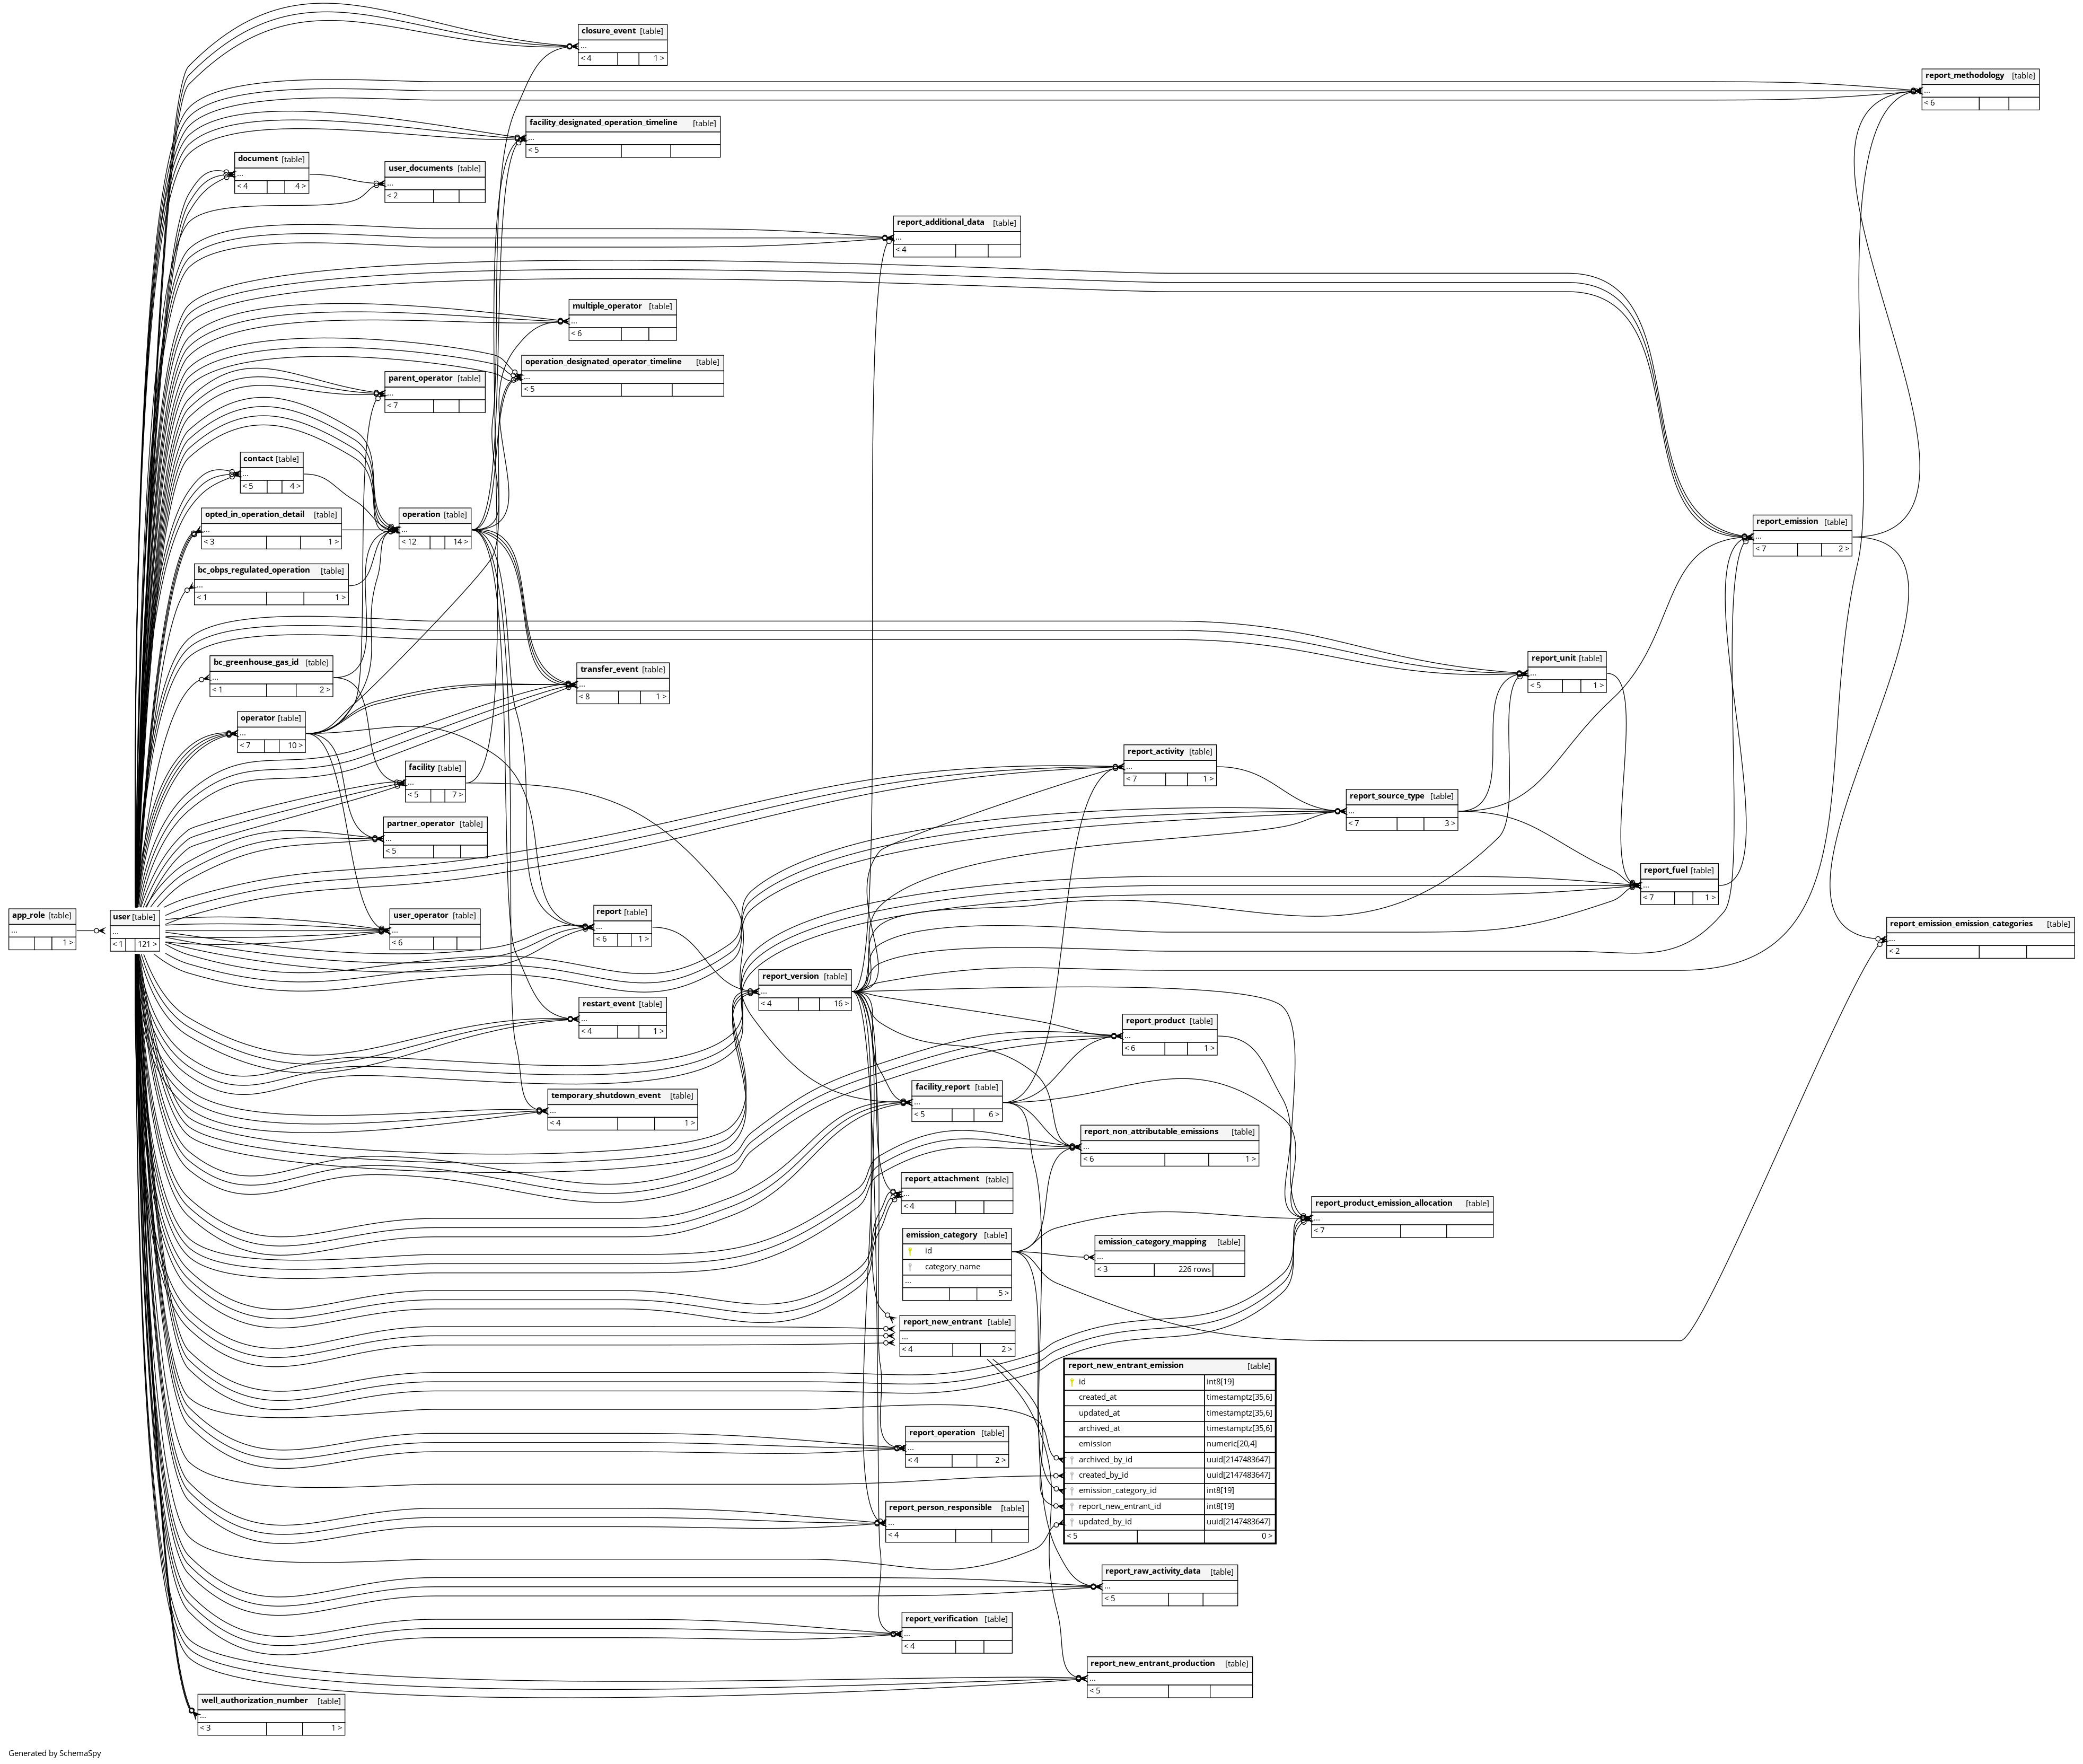 closure_event [table]
...
< 4 1 >
report_methodology [table]
...
< 6
facility_designated_operation_timeline [table]
...
< 5
document [table]
...
< 4 4 >
user_documents [table]
...
< 2
report_additional_data [table]
...
< 4
multiple_operator [table]
...
< 6
operation_designated_operator_timeline [table]
...
< 5
parent_operator [table]
...
< 7
contact [table]
...
< 5 4 >
opted_in_operation_detail [table]
...
< 3 1 >
operation [table]
...
< 12 14 >
report_emission [table]
...
< 7 2 >
bc_obps_regulated_operation [table]
...
< 1 1 >
bc_greenhouse_gas_id [table]
...
< 1 2 >
transfer_event [table]
...
< 8 1 >
report_unit [table]
...
< 5 1 >
operator [table]
...
< 7 10 >
report_activity [table]
...
< 7 1 >
facility [table]
...
< 5 7 >
report_source_type [table]
...
< 7 3 >
partner_operator [table]
...
< 5
report_fuel [table]
...
< 7 1 >
app_role [table]
...
1 >
user [table]
...
< 1 121 >
user_operator [table]
...
< 6
report [table]
...
< 6 1 >
report_emission_emission_categories [table]
...
< 2
report_version [table]
...
< 4 16 >
restart_event [table]
...
< 4 1 >
report_product [table]
...
< 6 1 >
temporary_shutdown_event [table]
...
< 4 1 >
facility_report [table]
...
< 5 6 >
report_non_attributable_emissions [table]
...
< 6 1 >
report_attachment [table]
...
< 4
report_product_emission_allocation [table]
...
< 7
emission_category [table]
id
category_name
...
5 >
emission_category_mapping [table]
...
< 3 226 rows
report_new_entrant [table]
...
< 4 2 >
report_new_entrant_emission [table]
id int8[19]
created_at timestamptz[35,6]
updated_at timestamptz[35,6]
archived_at timestamptz[35,6]
emission numeric[20,4]
archived_by_id uuid[2147483647]
created_by_id uuid[2147483647]
emission_category_id int8[19]
report_new_entrant_id int8[19]
updated_by_id uuid[2147483647]
< 5 0 >
report_operation [table]
...
< 4 2 >
report_person_responsible [table]
...
< 4
report_raw_activity_data [table]
...
< 5
report_verification [table]
...
< 4
report_new_entrant_production [table]
...
< 5
well_authorization_number [table]
...
< 3 1 >
Generated by SchemaSpy